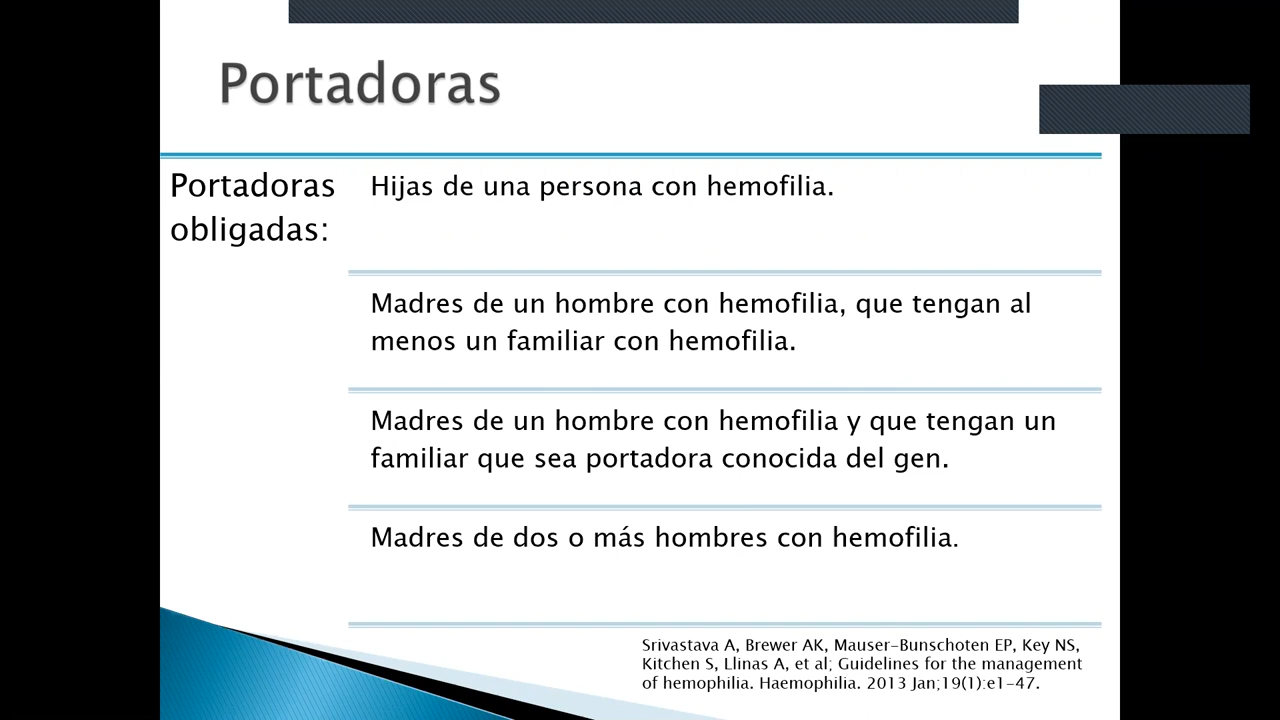 Portadoras
Portadoras
obligadas:
Hijas de una persona con hemofilia.
Madres de un hombre con hemofilia, que tengan al
menos un familiar con hemofilia.
Madres de un hombre con hemofilia y que tengan un
familiar que sea portadora conocida del gen.
Madres de dos o más hombres con hemofilia.
Srivastava A, Brewer AK, Mauser-Bunschoten EP, Key NS,
Kitchen S, Llinas A, et al; Guidelines for the management
of hemophilia. Haemophilia. 2013 Jan;19(1):e1-47.